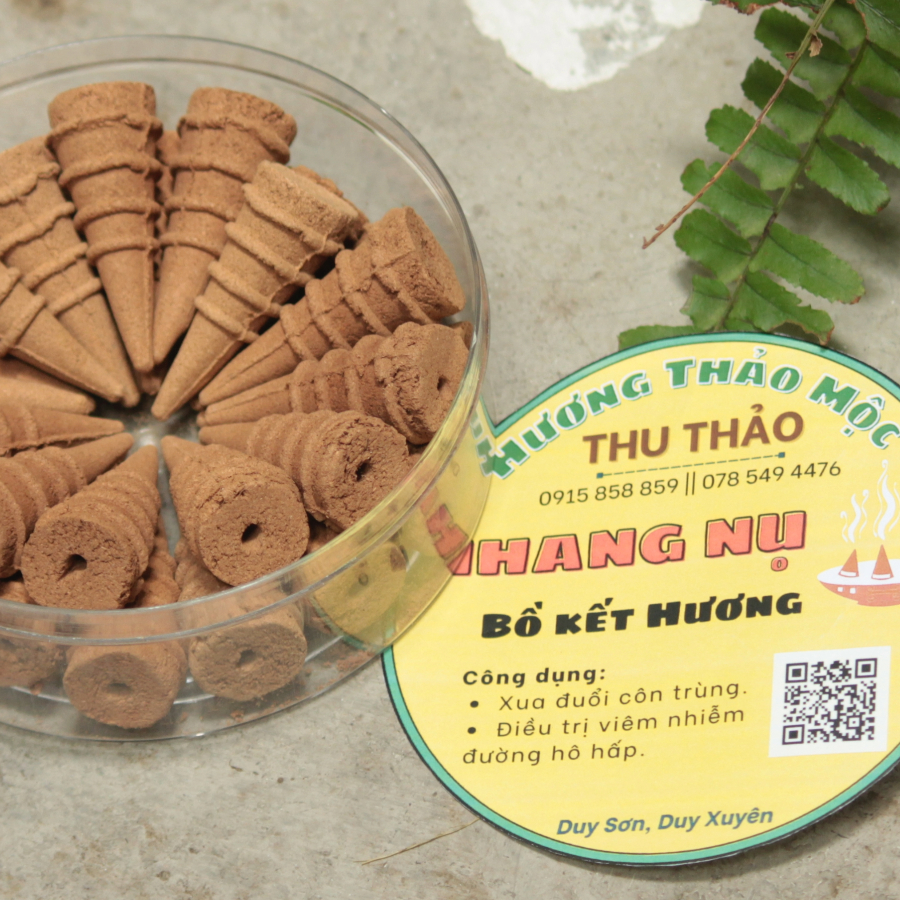 Hương Thảo Mộc
THU THẢO
0915 858 859 || 078 549 4476
NHANG NỤ
Bồ kết Hương
Công dụng:
• Xua đuổi côn trùng.
• Điều trị viêm nhiễm
đường hô hấp.
Duy Sơn, Duy Xuyên